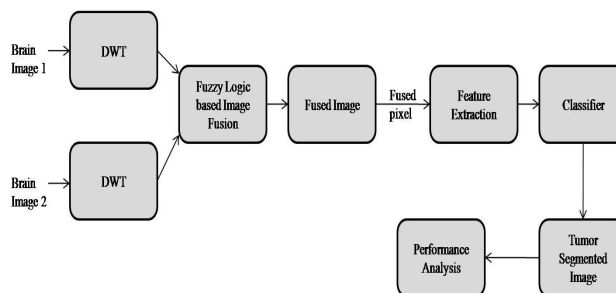 Brain
Image 1
DWT
Fuzzy Logic
based Image
Fusion
Fused Image
Fused
pixel
Feature
Extraction
Classifier
Brain
Image 2
DWT
Performance
Analysis
Tumor
Segmented
Image